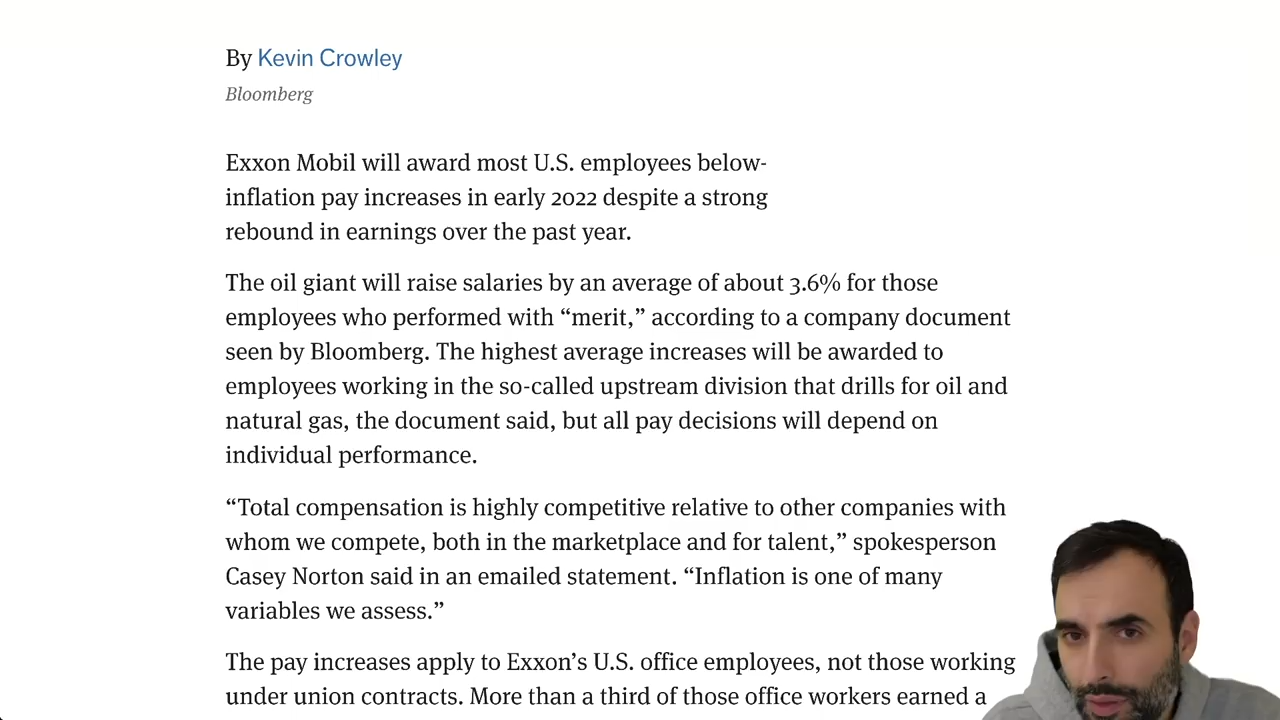 By Kevin Crowley
Bloomberg
Exxon Mobil will award most U.S. employees below-
inflation pay increases in early 2022 despite a strong
rebound in earnings over the past year.
The oil giant will raise salaries by an average of about 3.6% for those
employees who performed with “merit,” according to a company document
seen by Bloomberg. The highest average increases will be awarded to
employees working in the so-called upstream division that drills for oil and
natural gas, the document said, but all pay decisions will depend on
individual performance.
“Total compensation is highly competitive relative to other companies with
whom we compete, both in the marketplace and for talent,” spokesperson
Casey Norton said in an emailed statement. “Inflation is one of many
variables we assess.”
The pay increases apply to Exxon’s U.S. office employees, not those working
under union contracts. More than a third of those office workers earned a